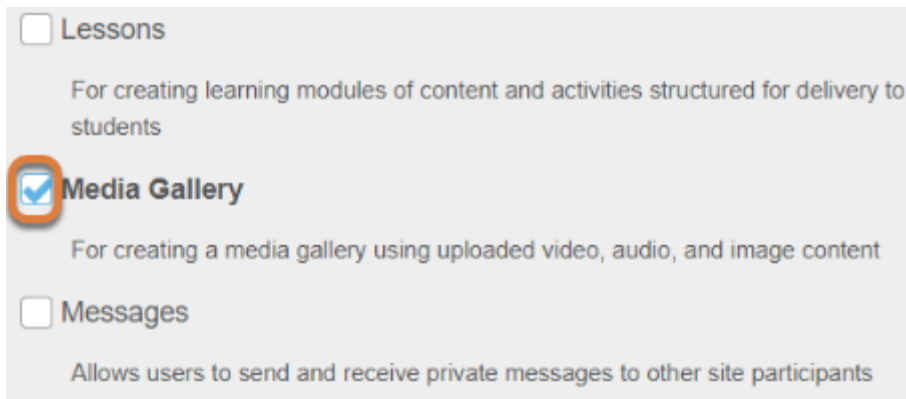 Lessons
For creating learning modules of content and activities structured for delivery to
students
Media Gallery
For creating a media gallery using uploaded video, audio, and image content
Messages
Allows users to send and receive private messages to other site participants